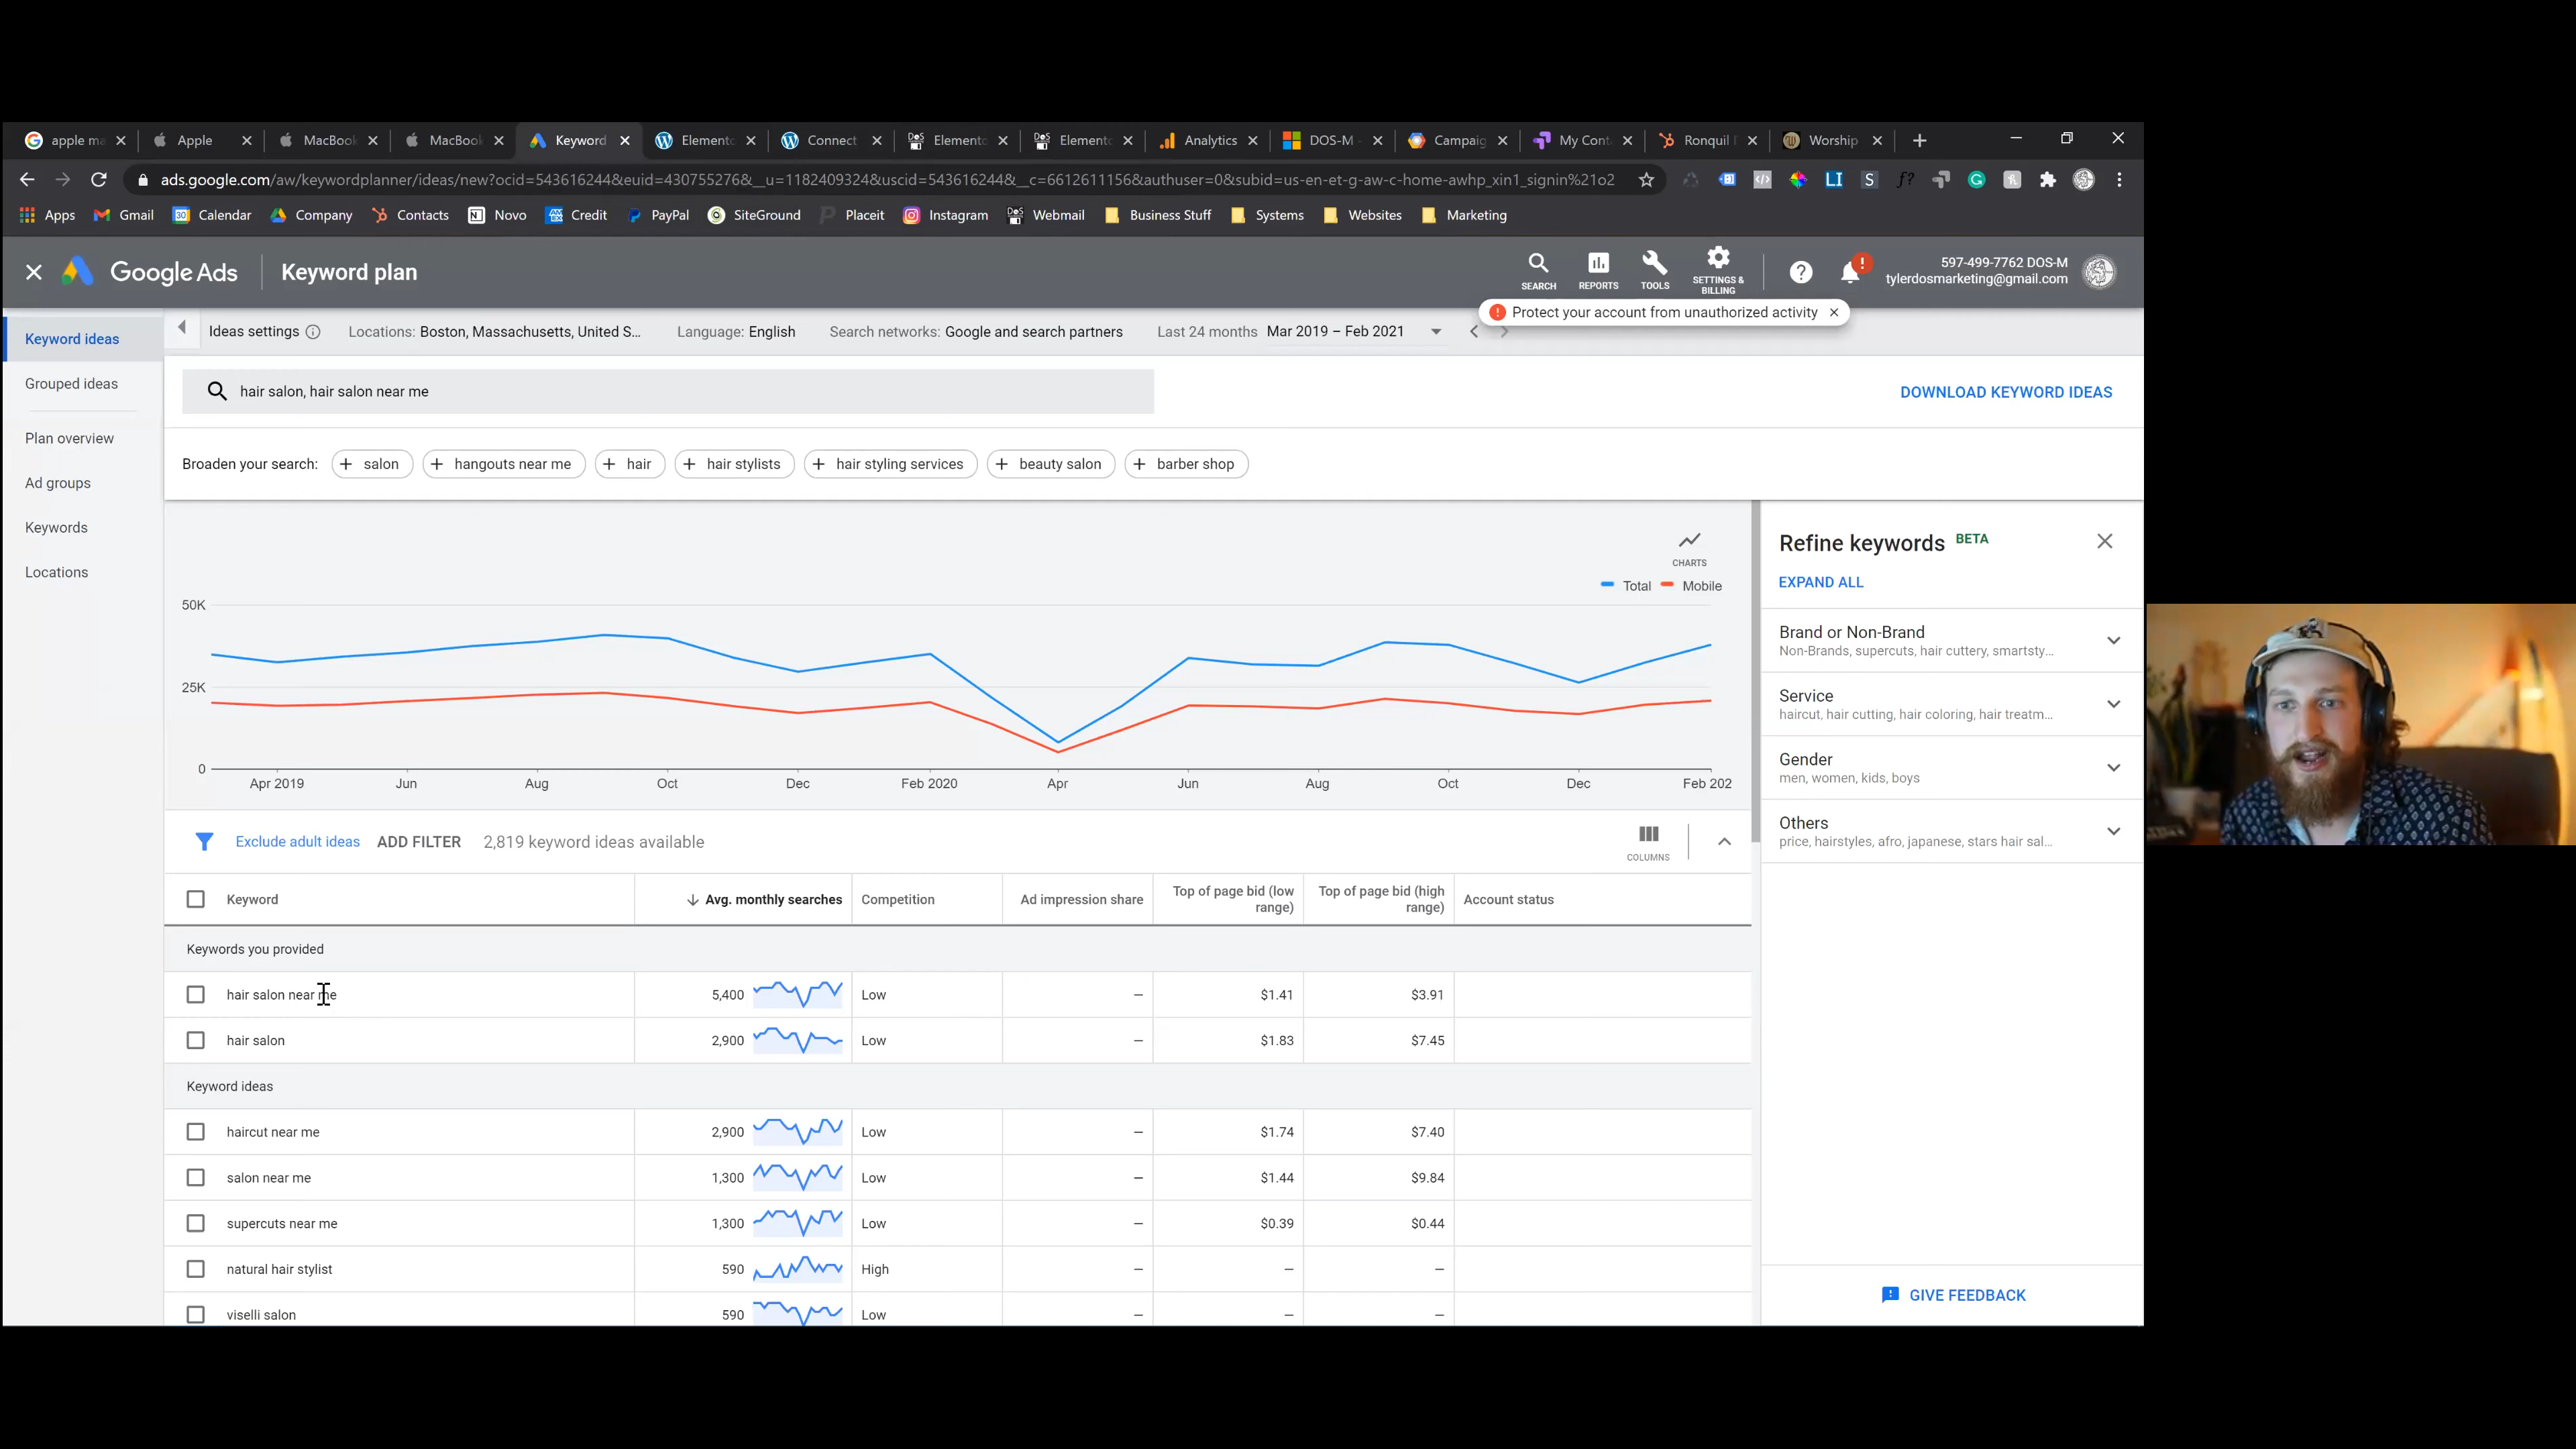 apple ma
Apple
MacBook
MacBook
Keyword
Elemento
Connect
Elemento
Elemento
Analytics
DOS-M -
Campaig
My Cont
Ronquil
Worship
ads.google.com/aw/keywordplanner/ideas/new?ocid=543616244&euid=430755276&__u=1182409324&uscid=543616244&__c=6612611156&authuser=0&subid=us-en-et-g-aw-c-home-awhp_xin1_signin%21o2
Apps Gmail Calendar Company Contacts Novo Credit PayPal SiteGround Placeit Instagram Webmail Business Stuff Systems Websites Marketing
Google Ads Keyword plan
SEARCH
REPORTS
TOOLS
SETTINGS &
BILLING
597-499-7762 DOS-M
tylerdosmarketing@gmail.com
Protect your account from unauthorized activity
Keyword ideas
Grouped ideas
Plan overview
Ad groups
Keywords
Locations
Ideas settings Locations: Boston, Massachusetts, United S... Language: English Search networks: Google and search partners Last 24 months Mar 2019 – Feb 2021
hair salon, hair salon near me
DOWNLOAD KEYWORD IDEAS
Broaden your search: + salon + hangouts near me + hair + hair stylists + hair styling services + beauty salon + barber shop
CHARTS
Total Mobile
50K
25K
0
Apr 2019 Jun Aug Oct Dec Feb 2020 Apr Jun Aug Oct Dec Feb 202
Exclude adult ideas ADD FILTER 2,819 keyword ideas available
COLUMNS
Keyword Avg. monthly searches Competition Ad impression share Top of page bid (low range) Top of page bid (high range) Account status
Keywords you provided
hair salon near me 5,400 Low – $1.41 $3.91
hair salon 2,900 Low – $1.83 $7.45
Keyword ideas
haircut near me 2,900 Low – $1.74 $7.40
salon near me 1,300 Low – $1.44 $9.84
supercuts near me 1,300 Low – $0.39 $0.44
natural hair stylist 590 High – – –
viselli salon 590 Low – – –
Refine keywords BETA
EXPAND ALL
Brand or Non-Brand
Non-Brands, supercuts, hair cuttery, smartsty...
Service
haircut, hair cutting, hair coloring, hair treatm...
Gender
men, women, kids, boys
Others
price, hairstyles, afro, japanese, stars hair sal...
GIVE FEEDBACK